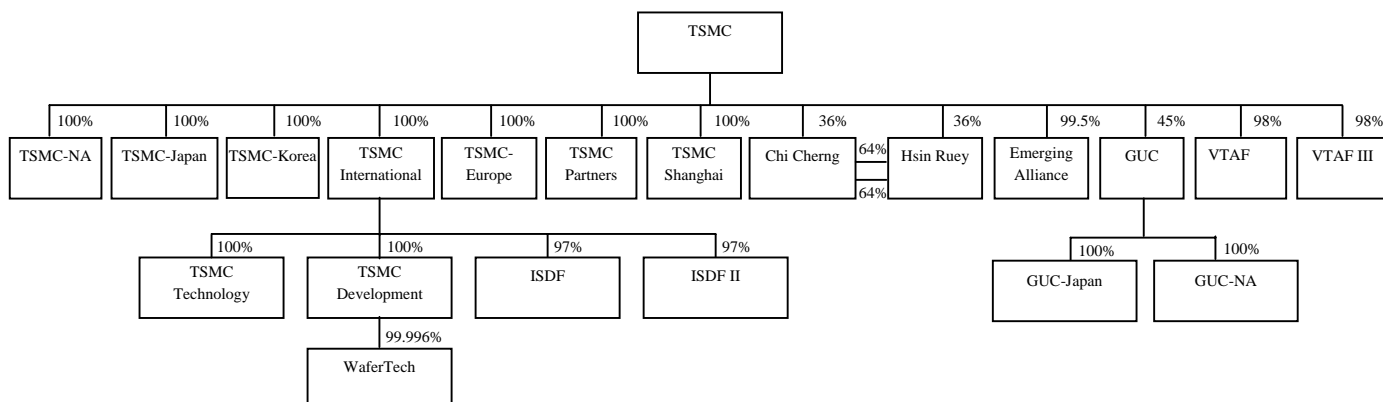 TSMC
100%
100%
100%
100%
100%
100%
100%
36%
36%
99.5%
45%
98%
98%
TSMC-NA
TSMC-Japan
TSMC-Korea
TSMC
International
TSMC-
Europe
TSMC
Partners
TSMC
Shanghai
Chi Cherng
64%
64%
Hsin Ruey
Emerging
Alliance
GUC
VTAF
VTAF III
100%
100%
97%
97%
100%
100%
TSMC
Technology
TSMC
Development
ISDF
ISDF II
GUC-Japan
GUC-NA
99.996%
WaferTech